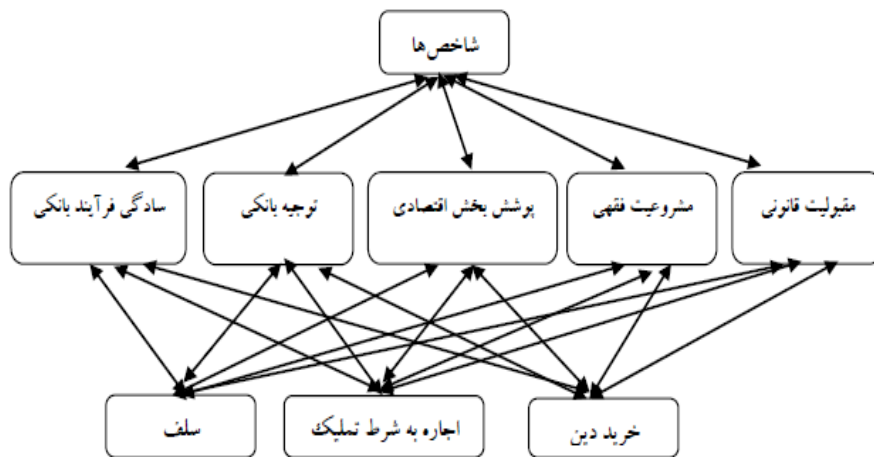 شاخص‌ها
مقبولیت قانونی
مشروعیت فقهی
پوشش بخش اقتصادی
توجیه بانکی
سادگی فرآیند بانکی
خرید دین
اجاره به شرط تملیک
سلف